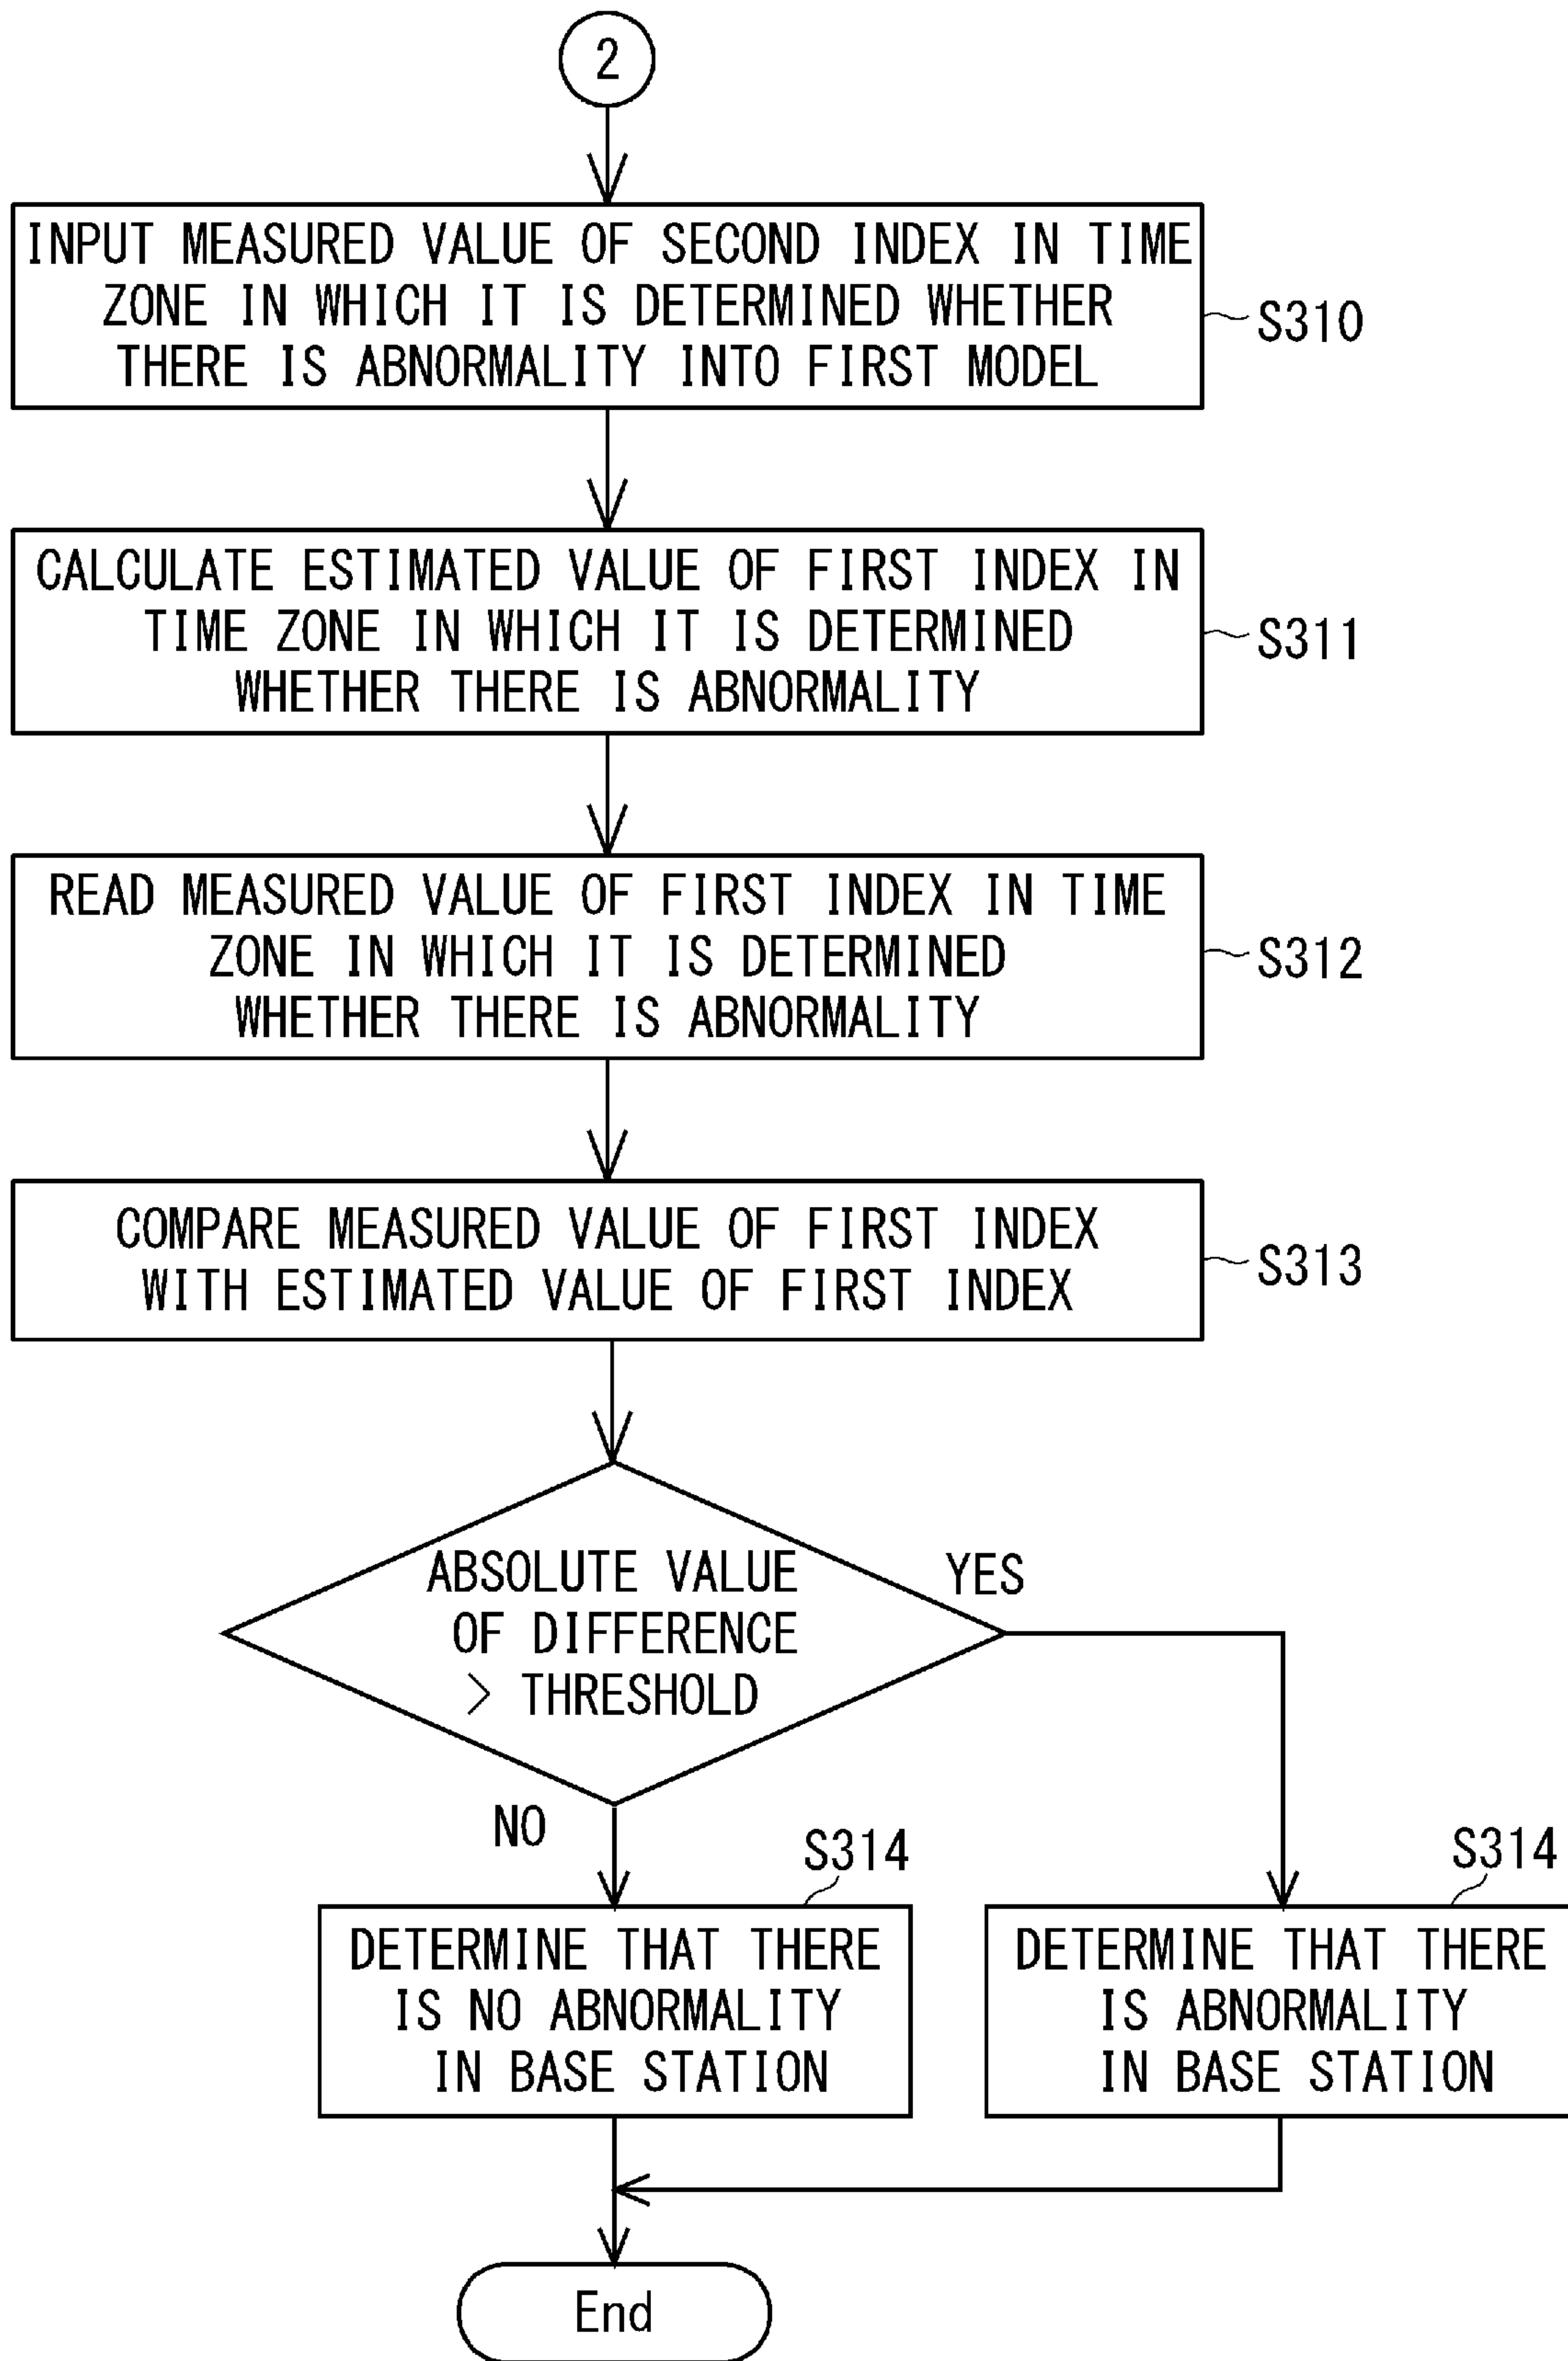 2
INPUT MEASURED VALUE OF SECOND INDEX IN TIME
ZONE IN WHICH IT IS DETERMINED WHETHER
THERE IS ABNORMALITY INTO FIRST MODEL
S310
CALCULATE ESTIMATED VALUE OF FIRST INDEX IN
TIME ZONE IN WHICH IT IS DETERMINED
WHETHER THERE IS ABNORMALITY
S311
READ MEASURED VALUE OF FIRST INDEX IN TIME
ZONE IN WHICH IT IS DETERMINED
WHETHER THERE IS ABNORMALITY
S312
COMPARE MEASURED VALUE OF FIRST INDEX
WITH ESTIMATED VALUE OF FIRST INDEX
S313
ABSOLUTE VALUE
OF DIFFERENCE
> THRESHOLD
YES
NO
S314
DETERMINE THAT THERE
IS NO ABNORMALITY
IN BASE STATION
S314
DETERMINE THAT THERE
IS ABNORMALITY
IN BASE STATION
End